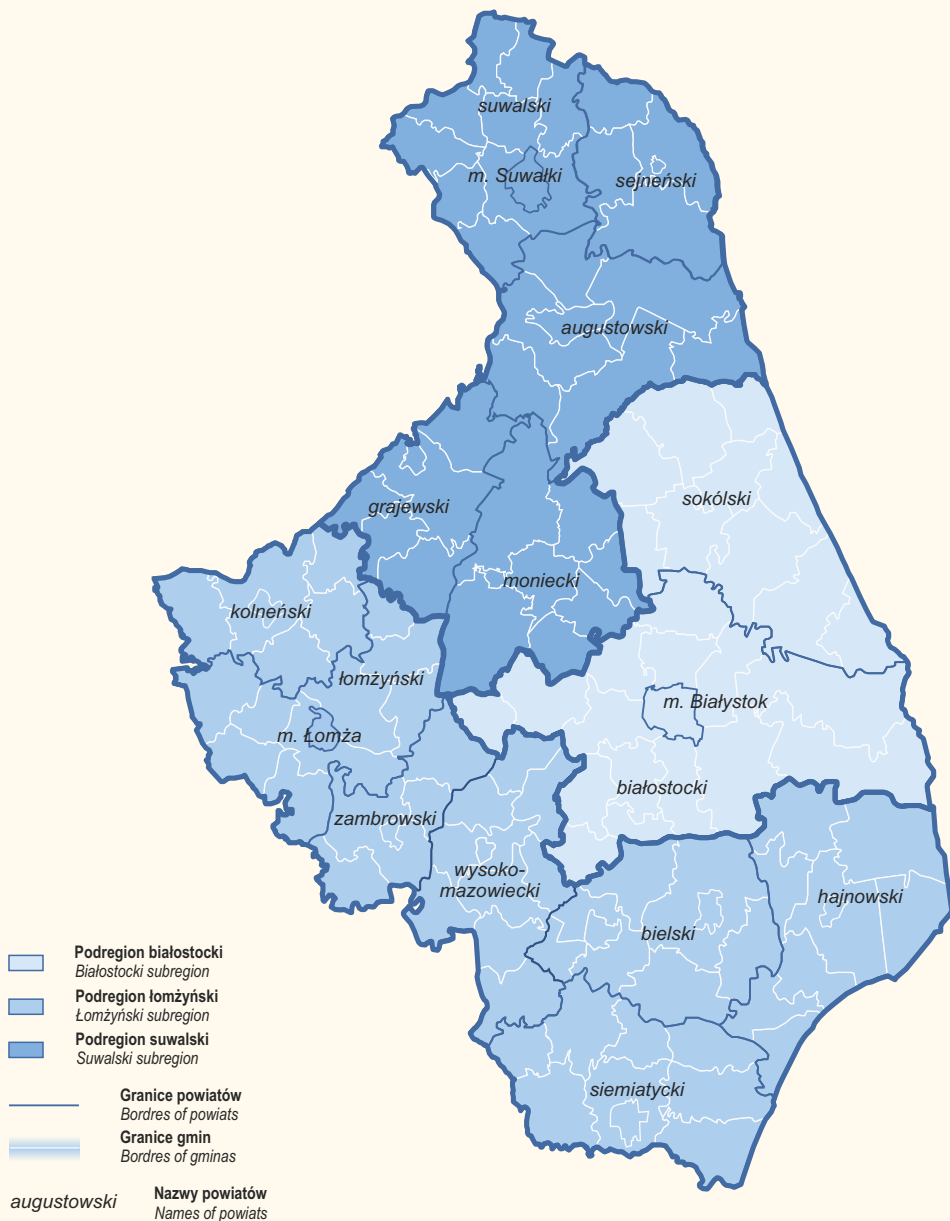 suwalski
m. Suwałki
sejneński
augustowski
sokólski
grajewski
moniecki
kolneński
łomżyński
m. Białystok
m. Łomża
białostocki
zambrowski
wysoko-
mazowiecki
hajnowski
bielski
siemiatycki
Podregion białostocki
Białostocki subregion
Podregion łomżyński
Łomżyński subregion
Podregion suwalski
Suwalski subregion
Granice powiatów
Bordres of powiats
Granice gmin
Bordres of gminas
augustowski
Nazwy powiatów
Names of powiats